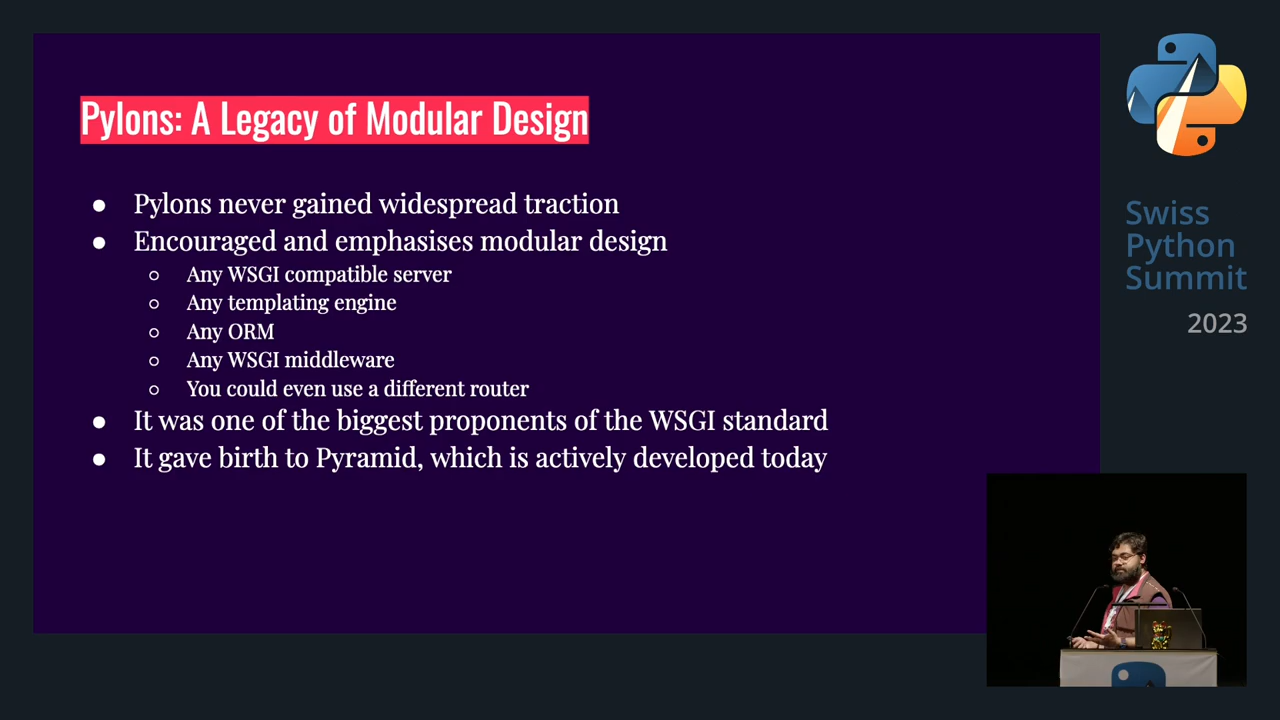 Pylons: A Legacy of Modular Design
● Pylons never gained widespread traction
● Encouraged and emphasises modular design
○ Any WSGI compatible server
○ Any templating engine
○ Any ORM
○ Any WSGI middleware
○ You could even use a different router
● It was one of the biggest proponents of the WSGI standard
● It gave birth to Pyramid, which is actively developed today
Swiss
Python
Summit
2023